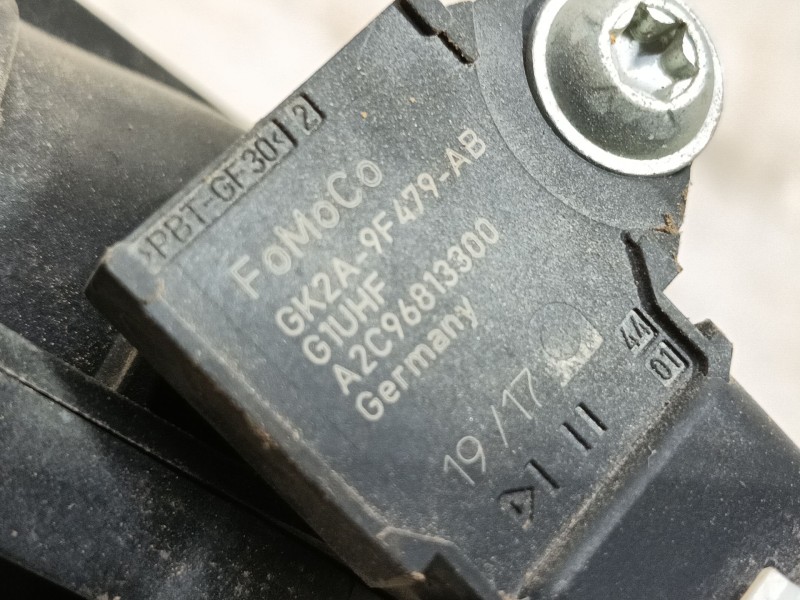 >PBT-GF30< 2
FoMoCo
GK2A-9F479-AB
G1UHF
A2C96813300
Germany
19/17
44
01